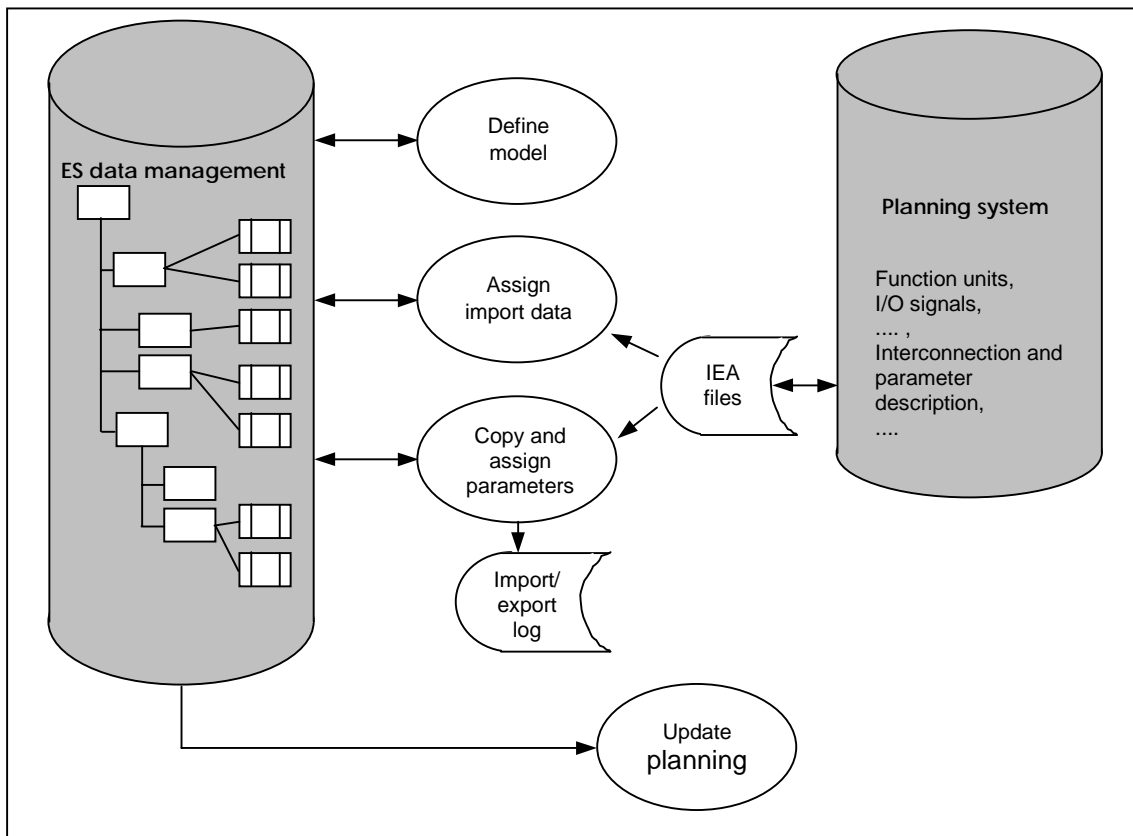 ES data management
Define
model
Assign
import data
Copy and
assign
parameters
Import/
export
log
IEA
files
Planning system
Function units,
I/O signals,
.... ,
Interconnection and
parameter
description,
....
Update
planning